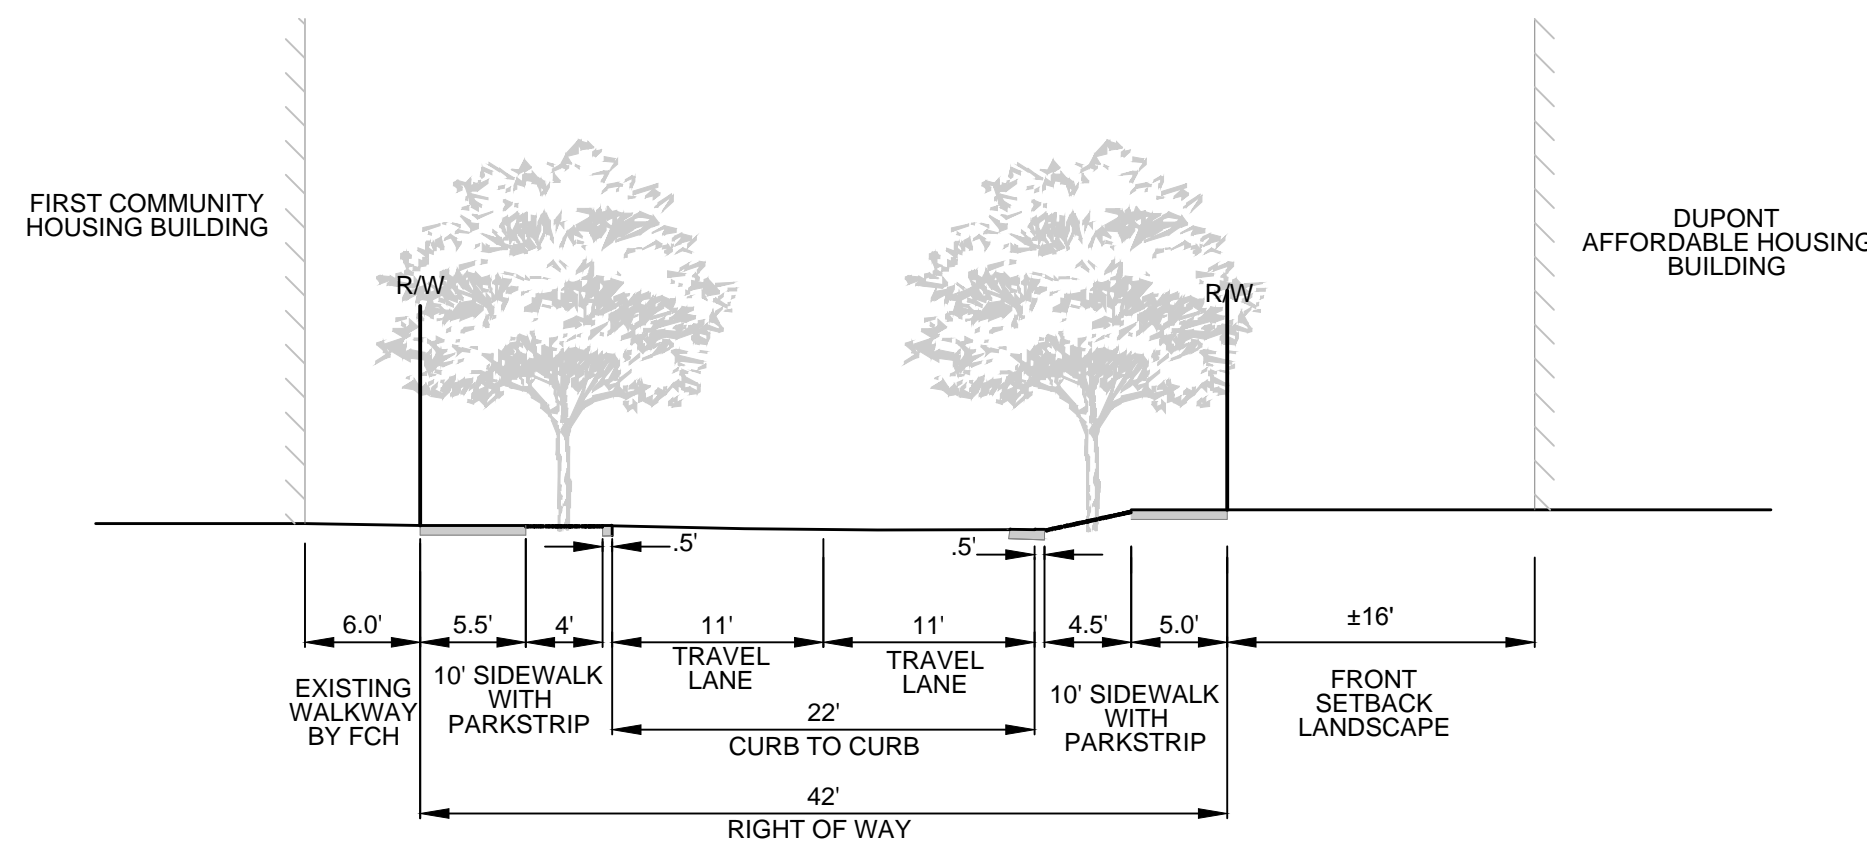 FIRST COMMUNITY
HOUSING BUILDING
DUPONT
AFFORDABLE HOUSING
BUILDING
R/W
R/W
.5'
.5'
6.0'
5.5'
4'
11'
11'
4.5'
5.0'
±16'
EXISTING
WALKWAY
BY FCH
10' SIDEWALK
WITH
PARKSTRIP
TRAVEL
LANE
TRAVEL
LANE
10' SIDEWALK
WITH
PARKSTRIP
FRONT
SETBACK
LANDSCAPE
22'
CURB TO CURB
42'
RIGHT OF WAY